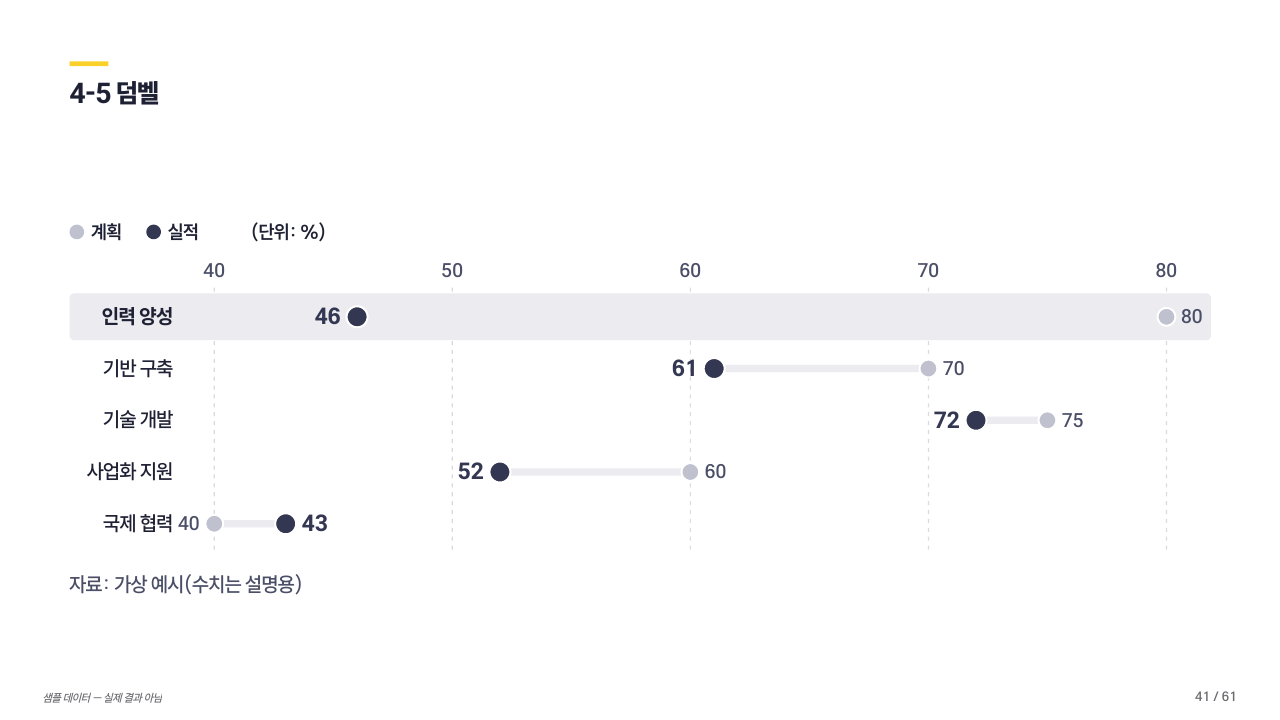 4-5 덤벨
계획 실적 (단위: %)
40 50 60 70 80
인력 양성 46 80
기반 구축 61 70
기술 개발 72 75
사업화 지원 52 60
국제 협력 40 43
자료: 가상 예시(수치는 설명용)
샘플 데이터 – 실제 결과 아님
41 / 61